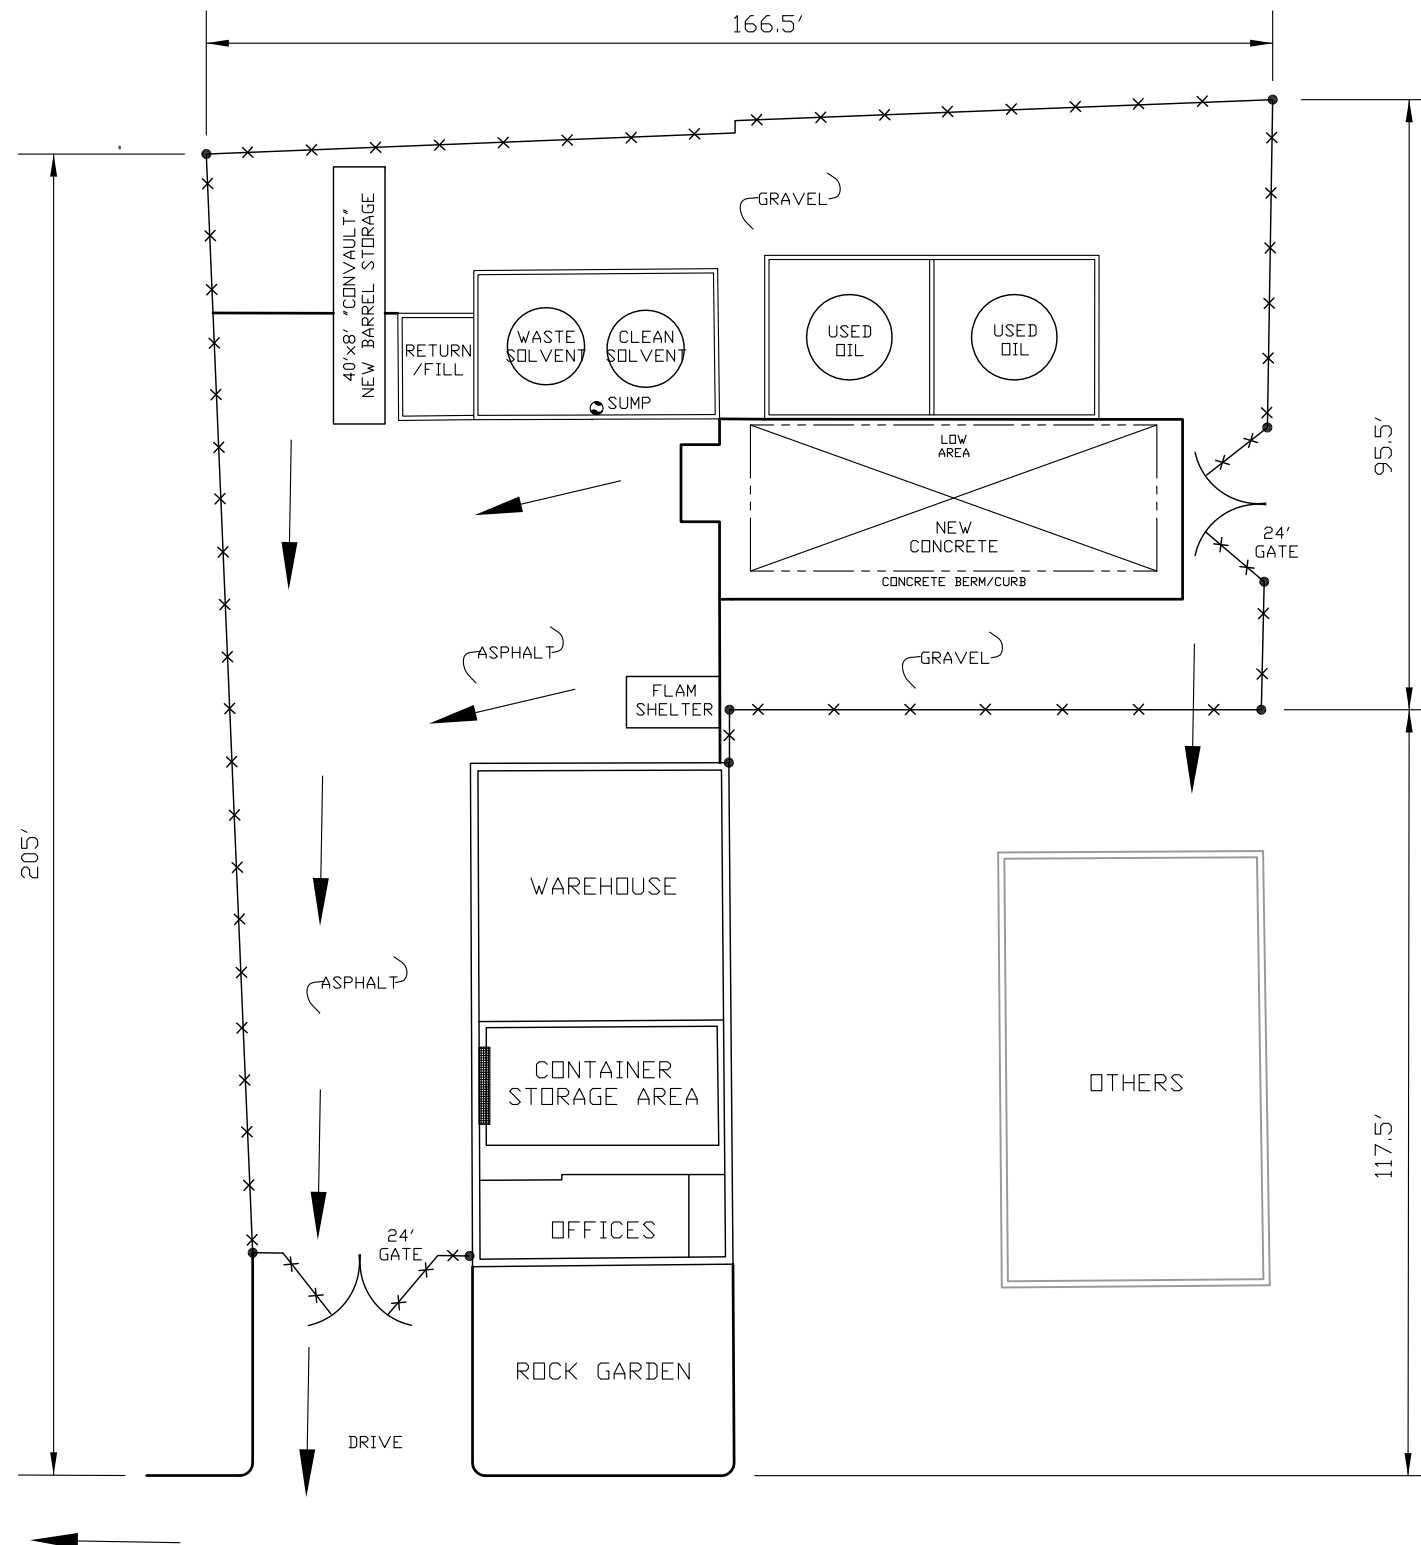 166.5'
GRAVEL
40'x8' "CONVAULT"
NEW BARREL STORAGE
RETURN
/FILL
WASTE
SOLVENT
CLEAN
SOLVENT
SUMP
USED
OIL
USED
OIL
LOW
AREA
NEW
CONCRETE
CONCRETE BERM/CURB
24'
GATE
95.5'
ASPHALT
GRAVEL
FLAM
SHELTER
205'
WAREHOUSE
ASPHALT
CONTAINER
STORAGE AREA
OTHERS
117.5'
OFFICES
24'
GATE
ROCK GARDEN
DRIVE